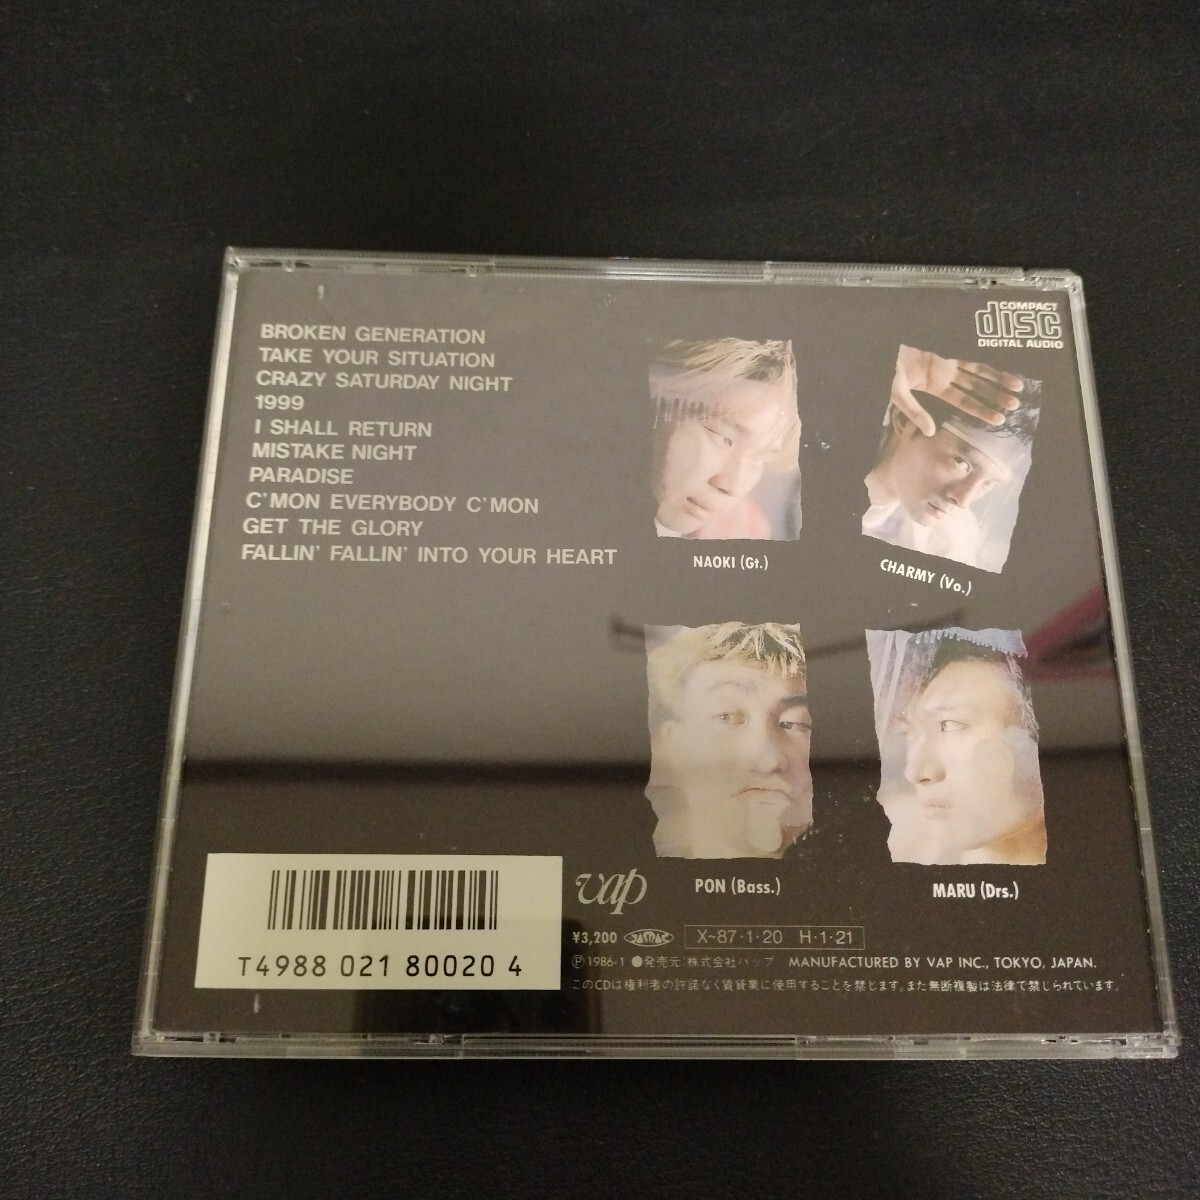 BROKEN GENERATION
TAKE YOUR SITUATION
CRAZY SATURDAY NIGHT
1999
I SHALL RETURN
MISTAKE NIGHT
PARADISE
C'MON EVERYBODY C'MON
GET THE GLORY
FALLIN' FALLIN' INTO YOUR HEART
COMPACT
disc
DIGITAL AUDIO
NAOKI (Gt.)
CHARMY (Vo.)
PON (Bass.)
MARU (Drs.)
T4988 021 80020 4
vap
¥3,200 JASRAC X~87・1・20 H・1・21
Ⓟ1986-1 ●発売元 株式会社バップ MANUFACTURED BY VAP INC., TOKYO, JAPAN.
このCDは権利者の許諾なく賃貸業に使用することを禁じます。また無断複製は法律で禁じられています。